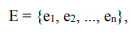 E = {e₁, e₂, ..., eₙ},